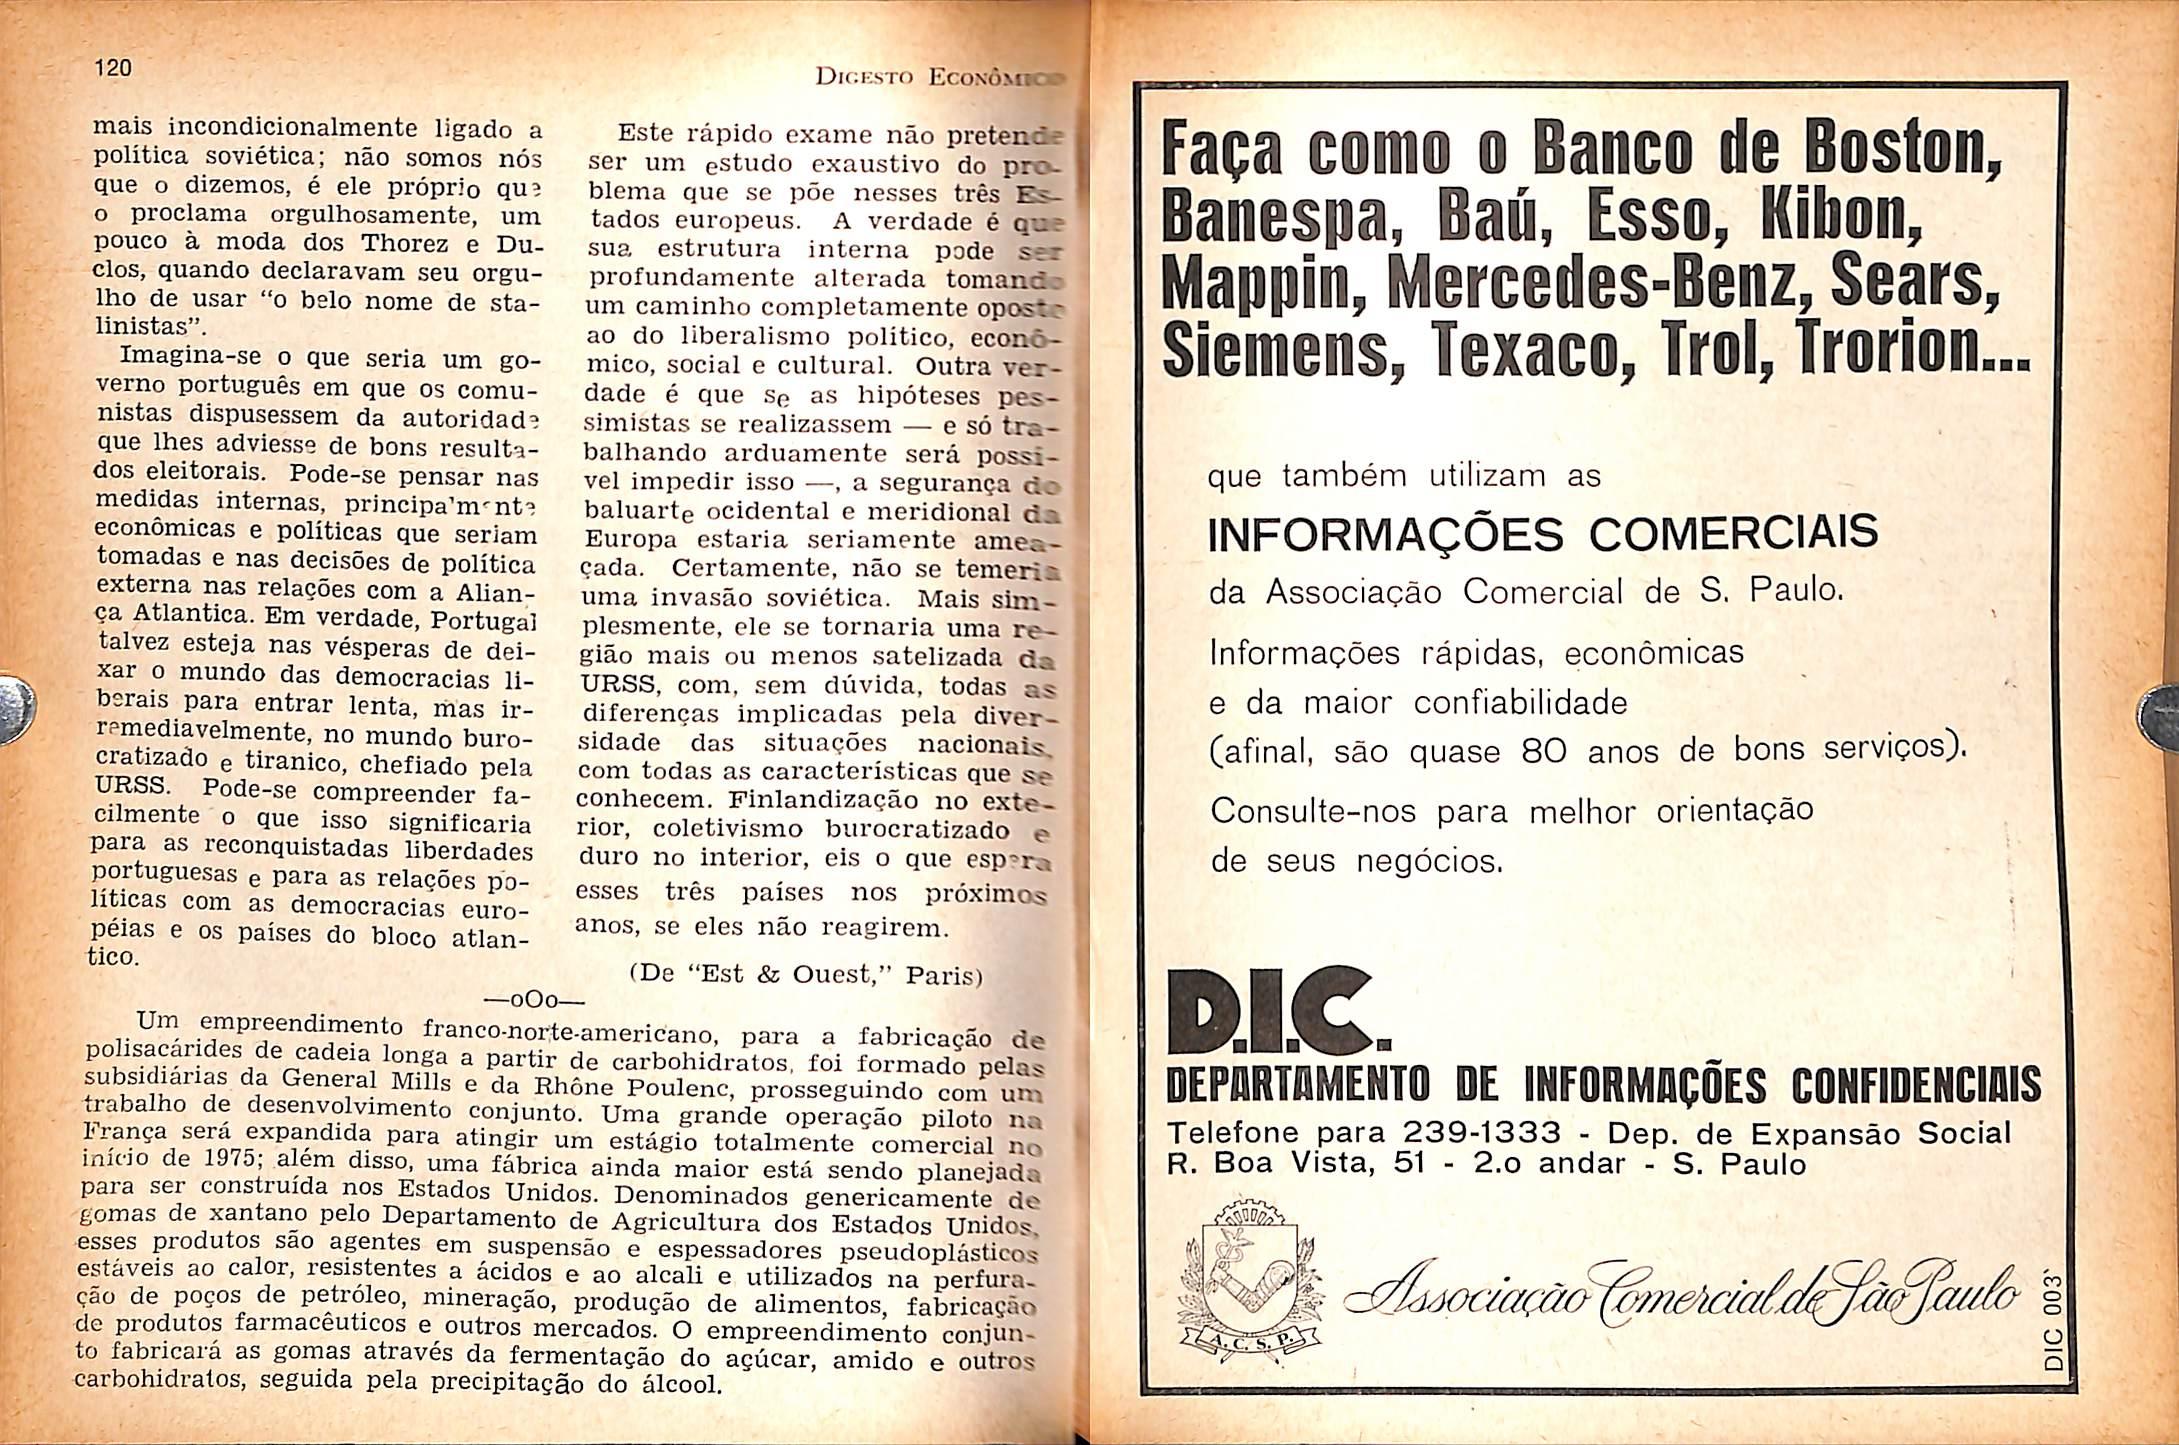 120
DIGESTO ECONÔMICO
mais incondicionalmente ligado a
política soviética; não somos nós
que o dizemos, é ele próprio que
o proclama orgulhosamente, um
pouco à moda dos Thorez e Du-
clos, quando declaravam seu orgu-
lho de usar “o belo nome de sta-
linistas”.
Imagina-se o que seria um go-
verno português em que os comu-
nistas dispusessem da autoridade
que lhes adviesse de bons resulta-
dos eleitorais. Pode-se pensar nas
medidas internas, principa'mente
econômicas e políticas que seriam
tomadas e nas decisões de política
externa nas relações com a Alian-
ça Atlantica. Em verdade, Portugal
talvez esteja nas vésperas de dei-
xar o mundo das democracias li-
berais para entrar lenta, mas ir-
remediavelmente, no mundo buro-
cratizado e tiranico, chefiado pela
URSS. Pode-se compreender fa-
cilmente o que isso significaria
para as reconquistadas liberdades
portuguesas e para as relações po-
líticas com as democracias euro-
péias e os países do bloco atlan-
tico.
Este rápido exame não pretende
ser um estudo exaustivo do pro-
blema que se põe nesses três Es-
tados europeus. A verdade é que
sua estrutura interna pode ser
profundamente alterada tomando
um caminho completamente oposto
ao do liberalismo político, econô-
mico, social e cultural. Outra ver-
dade é que se as hipóteses pes-
simistas se realizassem — e só tra-
balhando arduamente será possí-
vel impedir isso —, a segurança do
baluarte ocidental e meridional da
Europa estaria seriamente amea-
çada. Certamente, não se temeria
uma invasão soviética. Mais sim-
plesmente, ele se tornaria uma re-
gião mais ou menos satelizada da
URSS, com, sem dúvida, todas as
diferenças implicadas pela diver-
sidade das situações nacionais,
com todas as características que se
conhecem. Finlandização no exte-
rior, coletivismo burocratizado e
duro no interior, eis o que espera
esses três países nos próximos
anos, se eles não reagirem.
(De “Est & Ouest,” Paris)
—oOo—
Um empreendimento franco-norte-americano, para a fabricação de
polisacárides de cadeia longa a partir de carbohidratos, foi formado pelas
subsidiárias da General Mills e da Rhône Poulenc, prosseguindo com um
trabalho de desenvolvimento conjunto. Uma grande operação piloto na
França será expandida para atingir um estágio totalmente comercial no
início de 1975; além disso, uma fábrica ainda maior está sendo planejada
para ser construída nos Estados Unidos. Denominados genericamente de
gomas de xantano pelo Departamento de Agricultura dos Estados Unidos,
esses produtos são agentes em suspensão e espessadores pseudoplásticos
estáveis ao calor, resistentes a ácidos e ao alcali e utilizados na perfura-
ção de poços de petróleo, mineração, produção de alimentos, fabricação
de produtos farmacêuticos e outros mercados. O empreendimento conjun-
to fabricará as gomas através da fermentação do açúcar, amido e outros
carbohidratos, seguida pela precipitação do álcool.
Faça como o Banco de Boston,
Banespa, Baú, Esso, Kibon,
Mappin, Mercedes-Benz, Sears,
Siemens, Texaco, Trol, Trorion...
que também utilizam as
INFORMAÇÕES COMERCIAIS
da Associação Comercial de S. Paulo.
Informações rápidas, econômicas
e da maior confiabilidade
(afinal, são quase 80 anos de bons serviços).
Consulte-nos para melhor orientação
de seus negócios.
D.I.C.
DEPARTAMENTO DE INFORMAÇÕES CONFIDENCIAIS
Telefone para 239-1333 - Dep. de Expansão Social
R. Boa Vista, 51 - 2.o andar - S. Paulo
A. C. S. P.
Associação Comercial de São Paulo
DIC 003